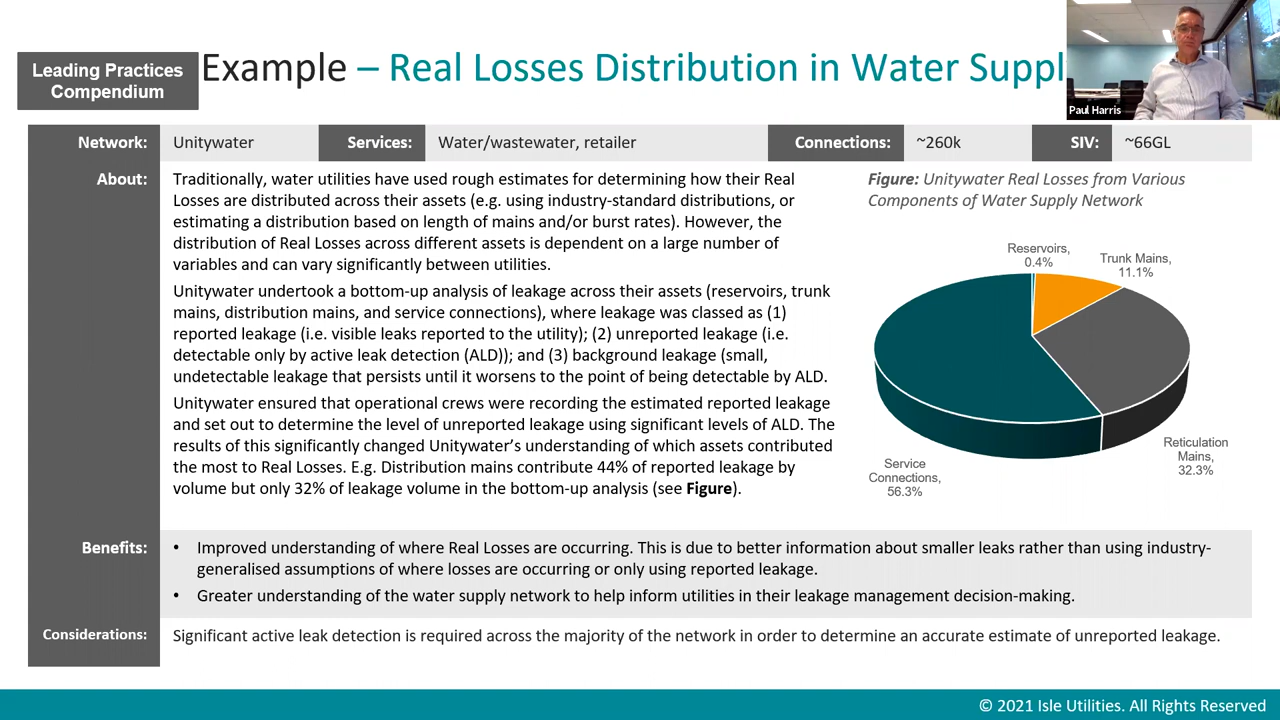 Leading Practices
Compendium
Example – Real Losses Distribution in Water Suppl
Paul Harris
Network: Unitywater Services: Water/wastewater, retailer Connections: ~260k SIV: ~66GL
About:
Traditionally, water utilities have used rough estimates for determining how their Real
Losses are distributed across their assets (e.g. using industry-standard distributions, or
estimating a distribution based on length of mains and/or burst rates). However, the
distribution of Real Losses across different assets is dependent on a large number of
variables and can vary significantly between utilities.
Unitywater undertook a bottom-up analysis of leakage across their assets (reservoirs, trunk
mains, distribution mains, and service connections), where leakage was classed as (1)
reported leakage (i.e. visible leaks reported to the utility); (2) unreported leakage (i.e.
detectable only by active leak detection (ALD)); and (3) background leakage (small,
undetectable leakage that persists until it worsens to the point of being detectable by ALD.
Unitywater ensured that operational crews were recording the estimated reported leakage
and set out to determine the level of unreported leakage using significant levels of ALD. The
results of this significantly changed Unitywater's understanding of which assets contributed
the most to Real Losses. E.g. Distribution mains contribute 44% of reported leakage by
volume but only 32% of leakage volume in the bottom-up analysis (see Figure).
Figure: Unitywater Real Losses from Various
Components of Water Supply Network
Reservoirs,
0.4%
Trunk Mains,
11.1%
Reticulation
Mains,
32.3%
Service
Connections,
56.3%
Benefits:
• Improved understanding of where Real Losses are occurring. This is due to better information about smaller leaks rather than using industry-
generalised assumptions of where losses are occurring or only using reported leakage.
• Greater understanding of the water supply network to help inform utilities in their leakage management decision-making.
Considerations: Significant active leak detection is required across the majority of the network in order to determine an accurate estimate of unreported leakage.
© 2021 Isle Utilities. All Rights Reserved